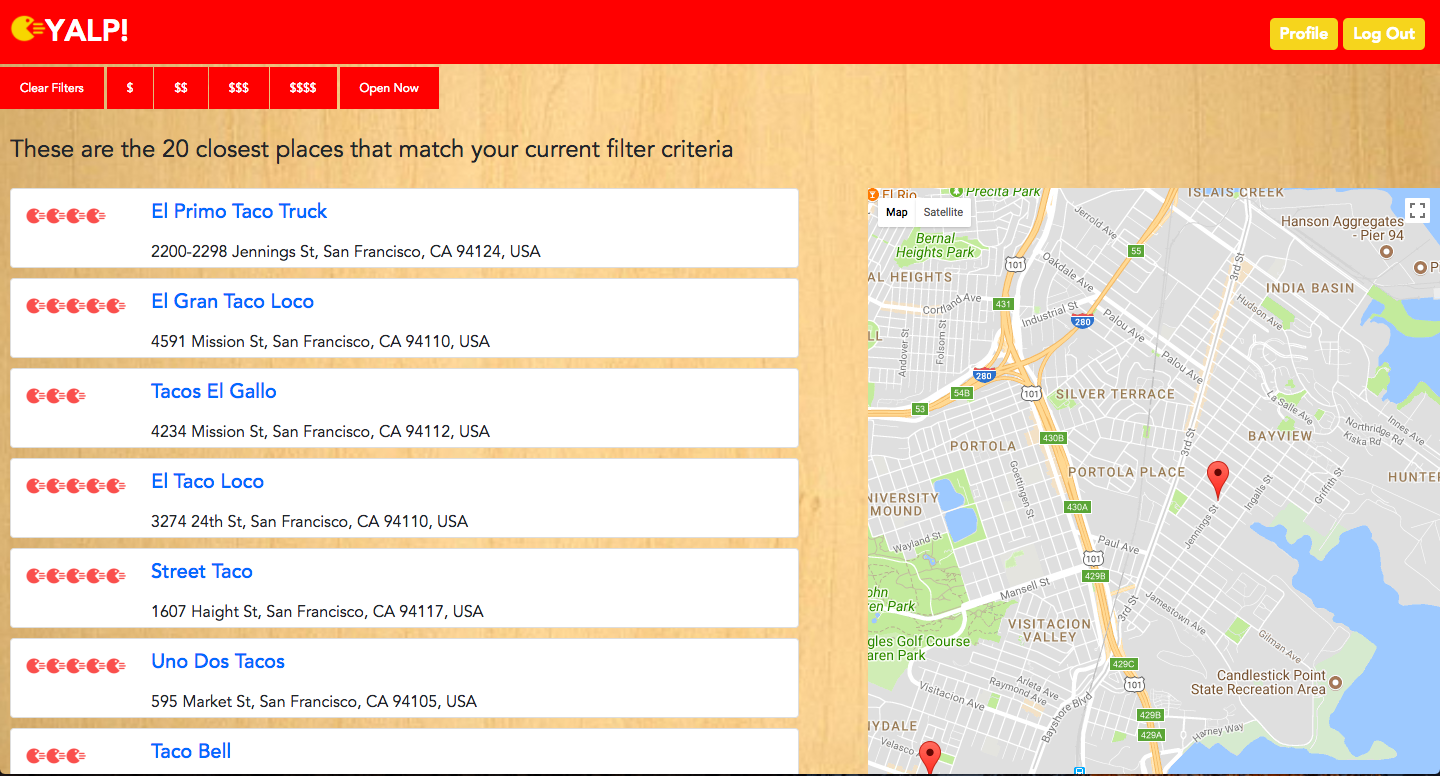 YALP!
Profile
Log Out
Clear Filters
$
$$
$$$
$$$$
Open Now
These are the 20 closest places that match your current filter criteria
El Primo Taco Truck
2200-2298 Jennings St, San Francisco, CA 94124, USA
El Gran Taco Loco
4591 Mission St, San Francisco, CA 94110, USA
Tacos El Gallo
4234 Mission St, San Francisco, CA 94112, USA
El Taco Loco
3274 24th St, San Francisco, CA 94110, USA
Street Taco
1607 Haight St, San Francisco, CA 94117, USA
Uno Dos Tacos
595 Market St, San Francisco, CA 94105, USA
Taco Bell
El Rio
Precita Park
ISLAIS CREEK
Map
Satellite
Jerrold Ave
Hanson Aggregates
- Pier 94
Bernal
Heights Park
55
3rd St
101
Oakdale Ave
P
AL HEIGHTS
INDIA BASIN
Cortland Ave
431
Industrial St
280
Hudson Ave
Palou Ave
LL
Andover St
Folsom St
Palou Ave
280
54B
101
SILVER TERRACE
53
La Salle Ave
Innes Ave
Northridge Rd
Kiska Rd
430B
3rd St
BAYVIEW
PORTOLA
PORTOLA PLACE
HUNTER
Goettingen St
Ingalls St
Griffith St
NIVERSITY
MOUND
430A
Jennings St
Wayland St
Paul Ave
101
429B
Mansell St
John
ren Park
3rd St
Jamestown Ave
VISITACION
VALLEY
gles Golf Course
aren Park
Gilman Ave
429C
Candlestick Point
State Recreation Area
101
Arleta Ave
Raymond Ave
Visitacion Ave
Bayshore Blvd
429B
NYDALE
Harney Way
429A
Velasco